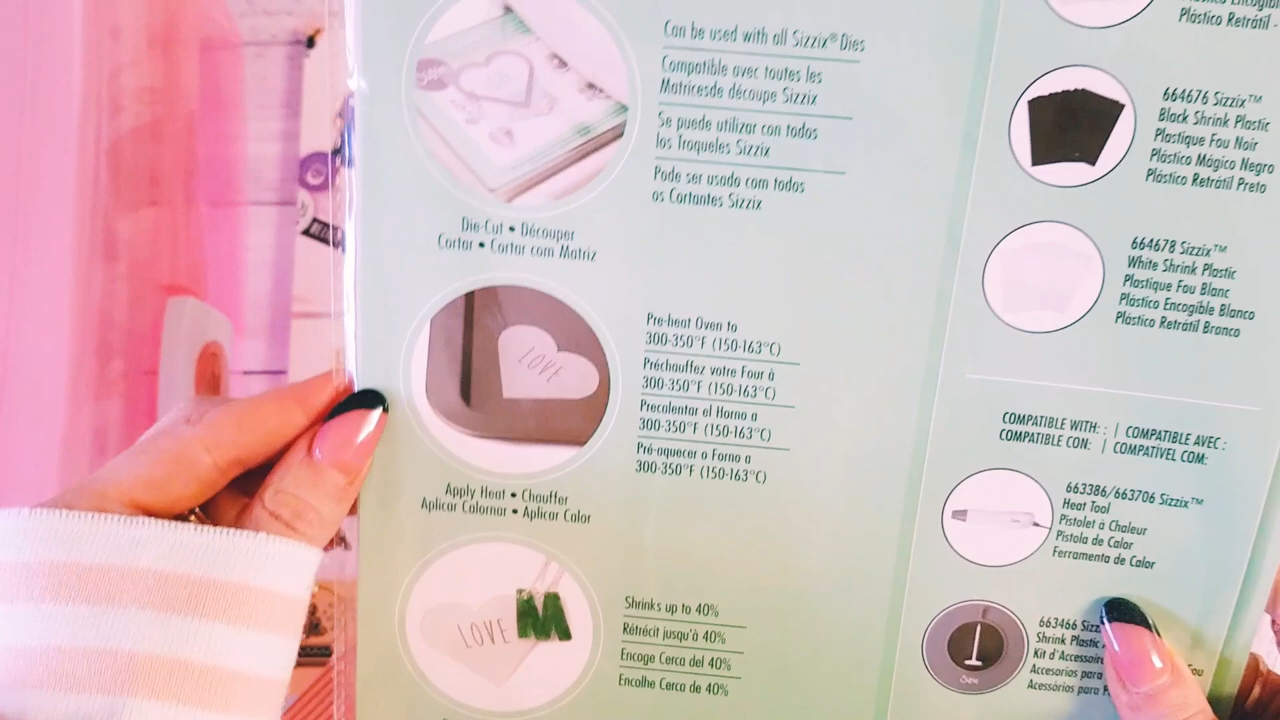 Can be used with all Sizzix® Dies
Compatible avec toutes les
Matricesde découpe Sizzix
Se puede utilizar con todos
los Troqueles Sizzix
Pode ser usado com todos
os Cortantes Sizzix
Die-Cut • Découper
Cortar • Cortar com Matriz
LOVE
Pre-heat Oven to
300-350°F (150-163°C)
Préchauffez votre Four à
300-350°F (150-163°C)
Precalentar el Horno a
300-350°F (150-163°C)
Pré-aquecer o Forno a
300-350°F (150-163°C)
Apply Heat • Chauffer
Aplicar Calornar • Aplicar Calor
LOVE M
Shrinks up to 40%
Rétrécit jusqu'à 40%
Encoge Cerca del 40%
Encolhe Cerca de 40%
Plástico Retrátil -
664676 Sizzix™
Black Shrink Plastic
Plastique Fou Noir
Plástico Mágico Negro
Plástico Retrátil Preto
664678 Sizzix™
White Shrink Plastic
Plastique Fou Blanc
Plástico Encogible Blanco
Plástico Retrátil Branco
COMPATIBLE WITH: : | COMPATIBLE AVEC :
COMPATIBLE CON: | COMPATÍVEL COM:
663386/663706 Sizzix™
Heat Tool
Pistolet à Chaleur
Pistola de Calor
Ferramenta de Calor
663466
Shrink Plastic
Kit d'Accessoire
Fou
Accesorios para
Acessórios para